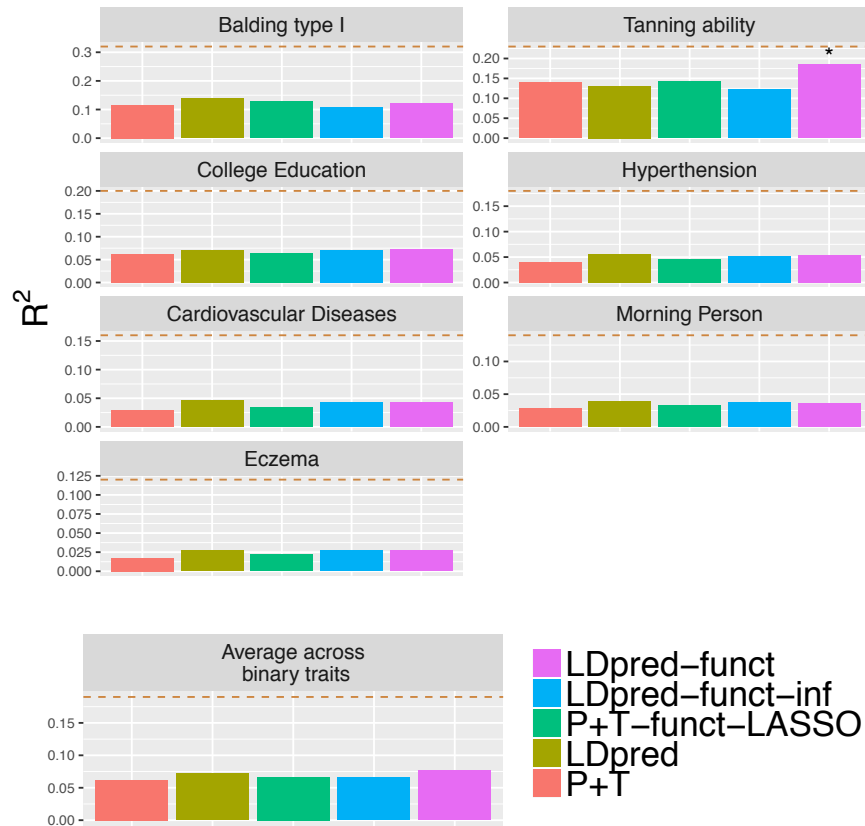 Balding type I
0.3
0.2
0.1
0.0
Tanning ability
*
0.20
0.15
0.10
0.05
0.00
College Education
0.20
0.15
0.10
0.05
0.00
Hyperthension
0.15
0.10
0.05
0.00
R²
Cardiovascular Diseases
0.15
0.10
0.05
0.00
Morning Person
0.10
0.05
0.00
Eczema
0.125
0.100
0.075
0.050
0.025
0.000
Average across
binary traits
0.15
0.10
0.05
0.00
LDpred−funct
LDpred−funct−inf
P+T−funct−LASSO
LDpred
P+T